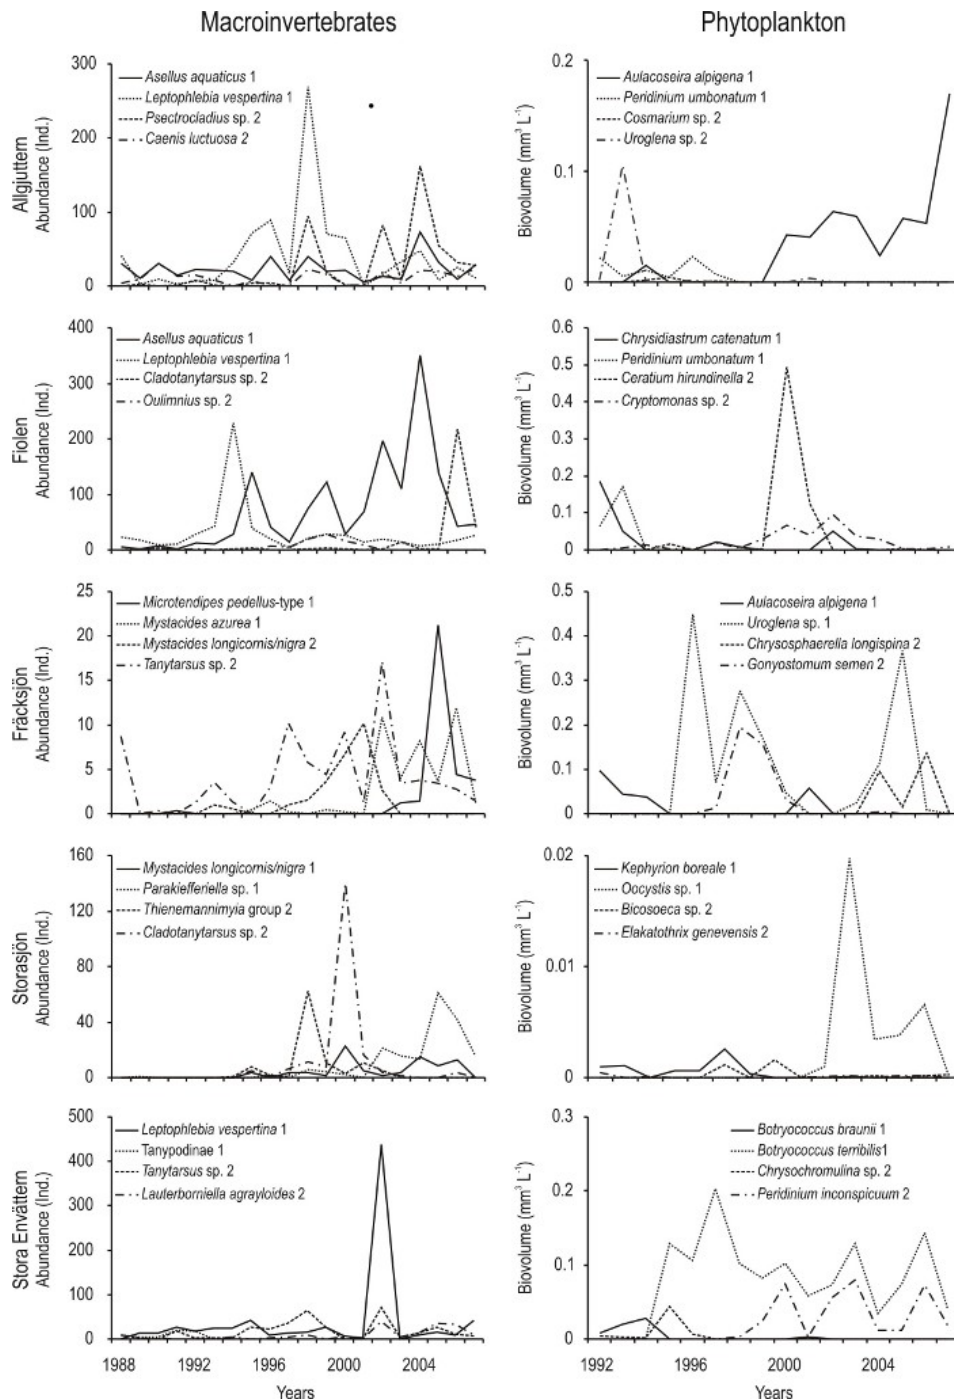 Macroinvertebrates
Phytoplankton
Allgjuttern
Abundance (Ind.)
300
200
100
0
Asellus aquaticus 1
Leptophlebia vespertina 1
Psectrocladius sp. 2
Caenis luctuosa 2
Biovolume (mm³ L⁻¹)
0.2
0.1
0
Aulacoseira alpigena 1
Peridinium umbonatum 1
Cosmarium sp. 2
Uroglena sp. 2
Fiolen
Abundance (Ind.)
400
300
200
100
0
Asellus aquaticus 1
Leptophlebia vespertina 1
Cladotanytarsus sp. 2
Oulimnius sp. 2
Biovolume (mm³ L⁻¹)
0.6
0.5
0.4
0.3
0.2
0.1
0
Chrysidiastrum catenatum 1
Peridinium umbonatum 1
Ceratium hirundinella 2
Cryptomonas sp. 2
Fräcksjön
Abundance (Ind.)
25
20
15
10
5
0
Microtendipes pedellus-type 1
Mystacides azurea 1
Mystacides longicornis/nigra 2
Tanytarsus sp. 2
Biovolume (mm³ L⁻¹)
0.5
0.4
0.3
0.2
0.1
0
Aulacoseira alpigena 1
Uroglena sp. 1
Chrysosphaerella longispina 2
Gonyostomum semen 2
Storasjön
Abundance (Ind.)
160
120
80
40
0
Mystacides longicornis/nigra 1
Parakiefferiella sp. 1
Thienemannimyia group 2
Cladotanytarsus sp. 2
Biovolume (mm³ L⁻¹)
0.02
0.01
0
Kephyrion boreale 1
Oocystis sp. 1
Bicosoeca sp. 2
Elakatothrix genevensis 2
Stora Envättern
Abundance (Ind.)
500
400
300
200
100
0
Leptophlebia vespertina 1
Tanypodinae 1
Tanytarsus sp. 2
Lauterborniella agrayloides 2
1988 1992 1996 2000 2004
Years
Biovolume (mm³ L⁻¹)
0.3
0.2
0.1
0
Botryococcus braunii 1
Botryococcus terribilis1
Chrysochromulina sp. 2
Peridinium inconspicuum 2
1992 1996 2000 2004
Years